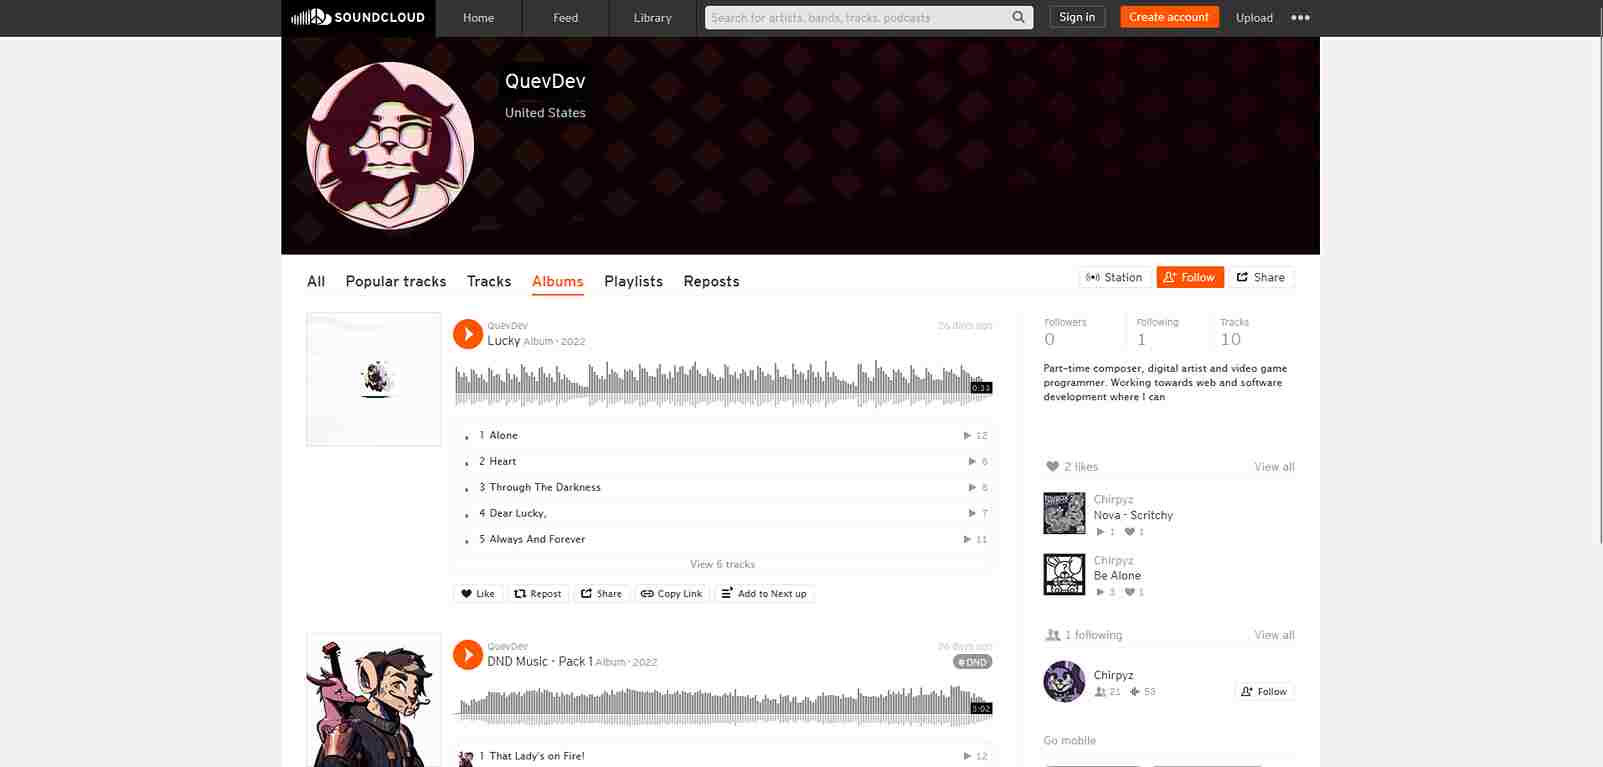 SOUNDCLOUD Home Feed Library Search for artists, bands, tracks, podcasts Sign in Create account Upload •••
QuevDev
United States
All Popular tracks Tracks Albums Playlists Reposts Station Follow Share
QuevDev 26 days ago
Lucky Album · 2022
0:33
1 Alone 12
2 Heart 6
3 Through The Darkness 8
4 Dear Lucky, 7
5 Always And Forever 11
View 6 tracks
Like Repost Share Copy Link Add to Next up
QuevDev 26 days ago
DND Music - Pack 1 Album · 2022 # DND
3:02
1 That Lady's on Fire! 12
Followers Following Tracks
0 1 10
Part-time composer, digital artist and video game
programmer. Working towards web and software
development where I can
2 likes View all
Chirpyz
Nova - Scritchy
1 1
Chirpyz
Be Alone
3 1
1 following View all
Chirpyz
21 53 Follow
Go mobile